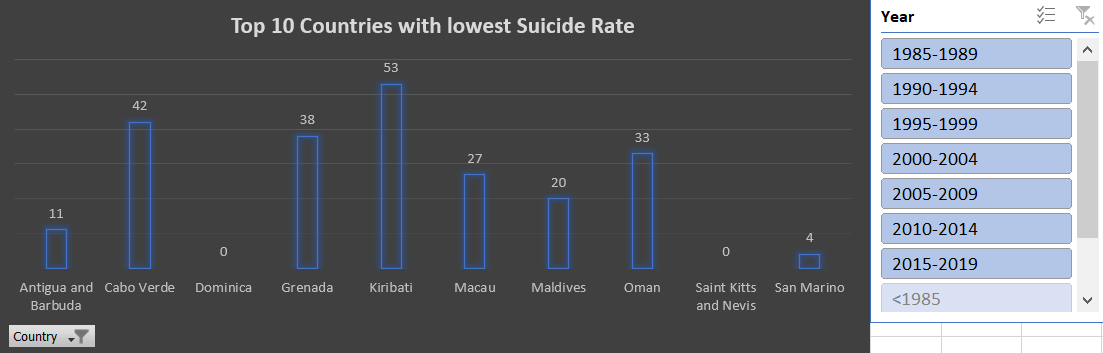 Top 10 Countries with lowest Suicide Rate
53
42
38
33
27
20
11
4
0
0
Antigua and
Barbuda
Cabo Verde
Dominica
Grenada
Kiribati
Macau
Maldives
Oman
Saint Kitts
and Nevis
San Marino
Country
Year
1985-1989
1990-1994
1995-1999
2000-2004
2005-2009
2010-2014
2015-2019
<1985